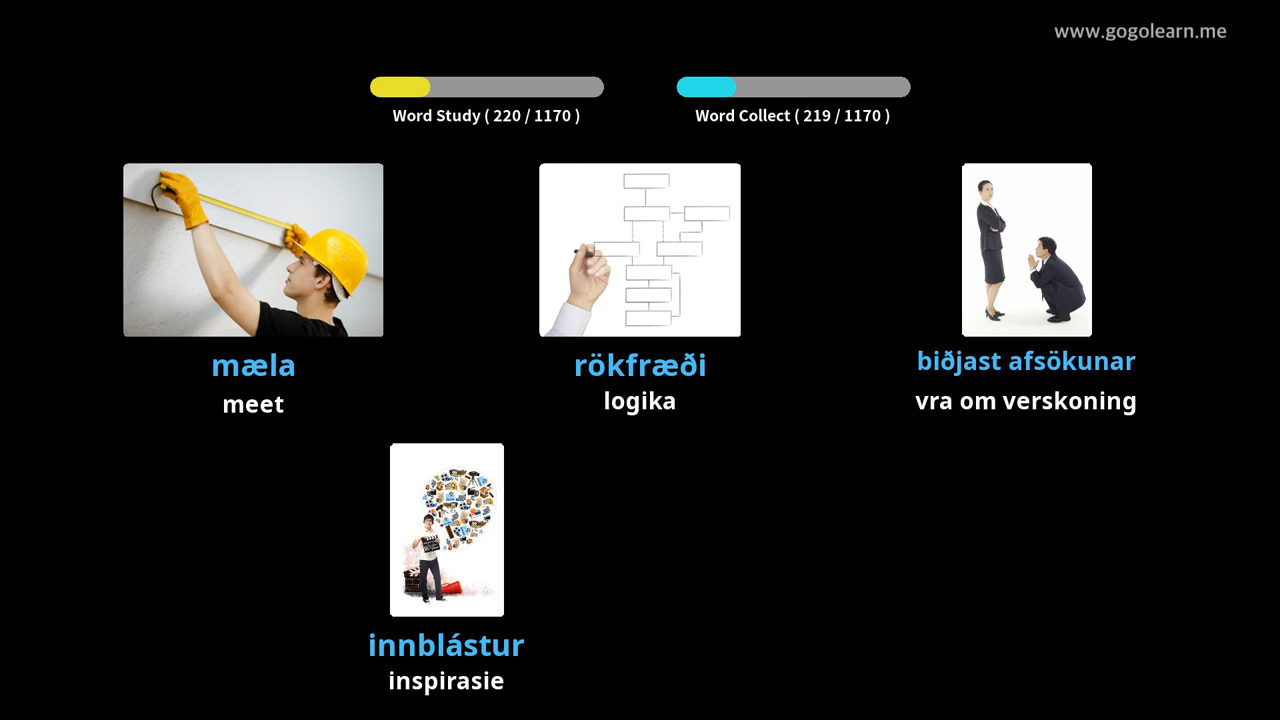 www.gogolearn.me
Word Study ( 220 / 1170 )
Word Collect ( 219 / 1170 )
mæla
meet
rökfræði
logika
biðjast afsökunar
vra om verskoning
innblástur
inspirasie